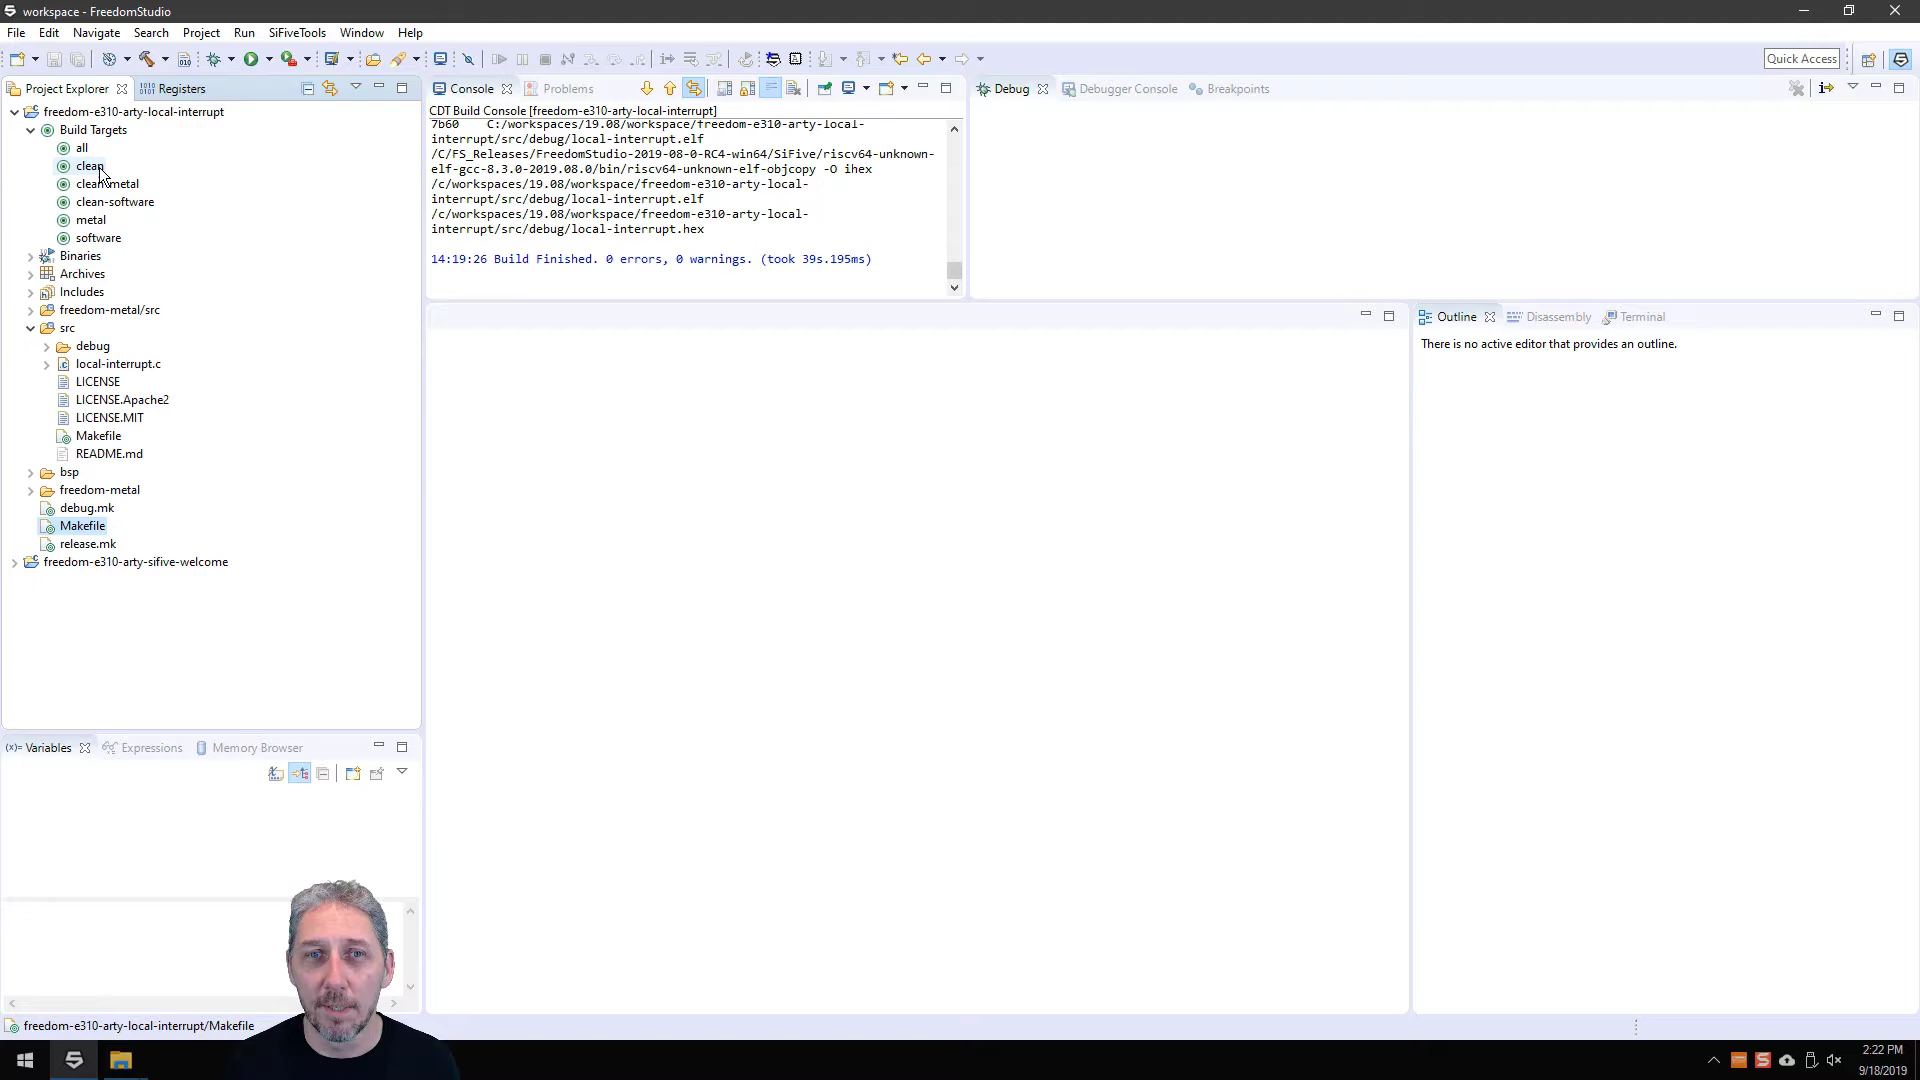 workspace - FreedomStudio
File Edit Navigate Search Project Run SiFiveTools Window Help
Quick Access
Project Explorer Registers
freedom-e310-arty-local-interrupt
Build Targets
all
clean
clean-metal
clean-software
metal
software
Binaries
Archives
Includes
freedom-metal/src
src
debug
local-interrupt.c
LICENSE
LICENSE.Apache2
LICENSE.MIT
Makefile
README.md
bsp
freedom-metal
debug.mk
Makefile
release.mk
freedom-e310-arty-sifive-welcome
Console Problems
CDT Build Console [freedom-e310-arty-local-interrupt]
7b60 C:/workspaces/19.08/workspace/freedom-e310-arty-local-
interrupt/src/debug/local-interrupt.elf
/C/FS_Releases/FreedomStudio-2019-08-0-RC4-win64/SiFive/riscv64-unknown-
elf-gcc-8.3.0-2019.08.0/bin/riscv64-unknown-elf-objcopy -O ihex
/c/workspaces/19.08/workspace/freedom-e310-arty-local-
interrupt/src/debug/local-interrupt.elf
/c/workspaces/19.08/workspace/freedom-e310-arty-local-
interrupt/src/debug/local-interrupt.hex
14:19:26 Build Finished. 0 errors, 0 warnings. (took 39s.195ms)
Debug Debugger Console Breakpoints
Outline Disassembly Terminal
There is no active editor that provides an outline.
(x)= Variables Expressions Memory Browser
freedom-e310-arty-local-interrupt/Makefile
2:22 PM
9/18/2019